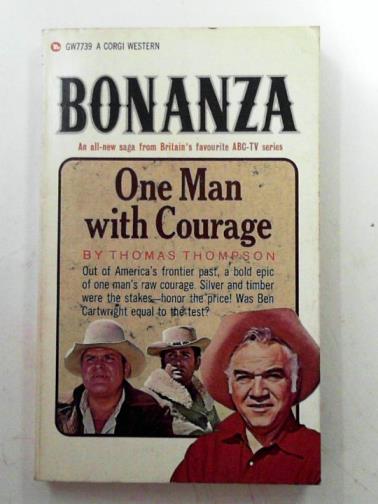 GW7739 A CORGI WESTERN
BONANZA
An all-new saga from Britain's favourite ABC-TV series
One Man
with Courage
BY THOMAS THOMPSON
Out of America's frontier past, a bold epic
of one man's raw courage. Silver and timber
were the stakes—honor the price! Was Ben
Cartwright equal to the test?